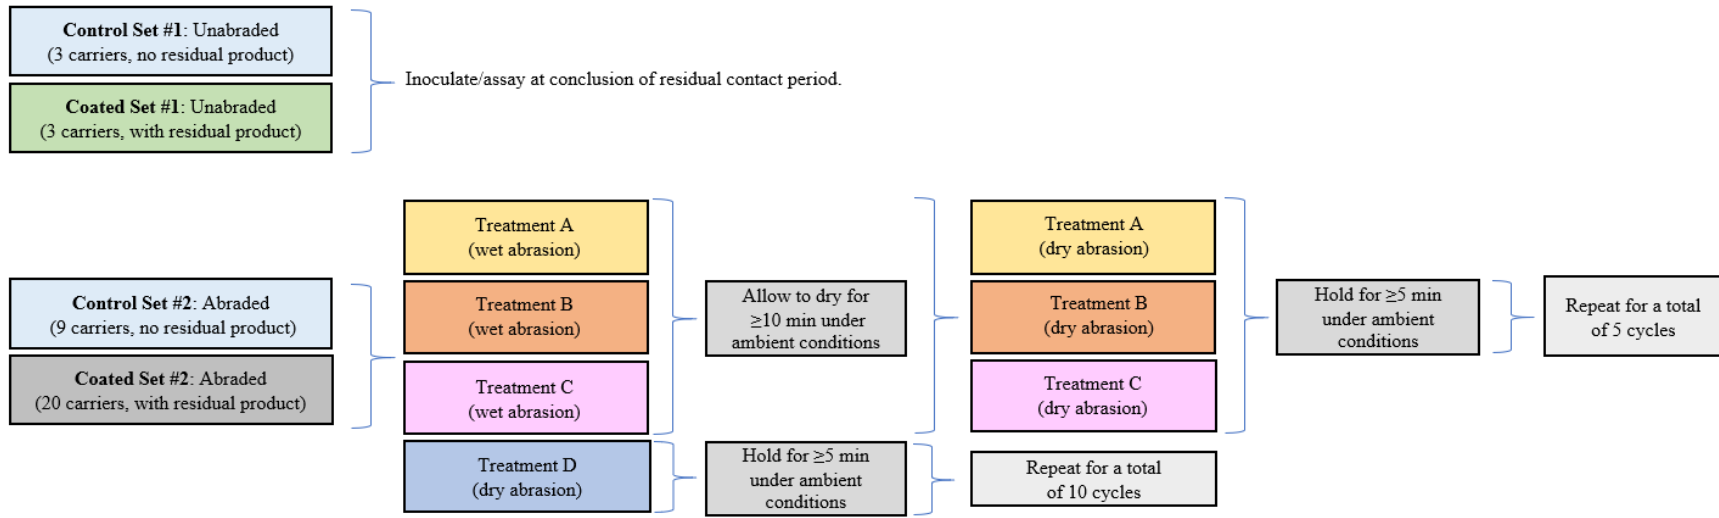 Control Set #1: Unabraded
(3 carriers, no residual product)
Coated Set #1: Unabraded
(3 carriers, with residual product)
Inoculate/assay at conclusion of residual contact period.
Control Set #2: Abraded
(9 carriers, no residual product)
Coated Set #2: Abraded
(20 carriers, with residual product)
Treatment A
(wet abrasion)
Treatment B
(wet abrasion)
Treatment C
(wet abrasion)
Allow to dry for
≥10 min under
ambient conditions
Treatment A
(dry abrasion)
Treatment B
(dry abrasion)
Treatment C
(dry abrasion)
Hold for ≥5 min
under ambient
conditions
Repeat for a total
of 5 cycles
Treatment D
(dry abrasion)
Hold for ≥5 min
under ambient
conditions
Repeat for a total
of 10 cycles